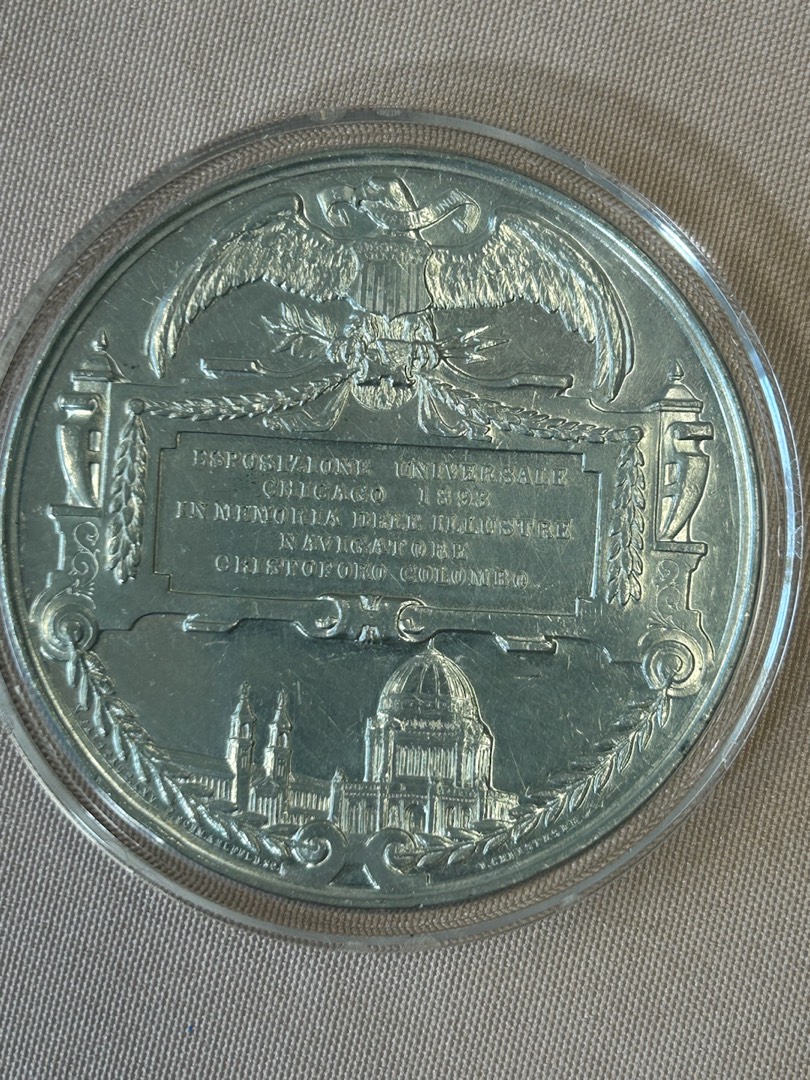 ESPOSIZIONE UNIVERSALE
CHICAGO 1893
IN MEMORIA DELL ILLUSTRE
NAVIGATORE
CRISTOFORO COLOMBO